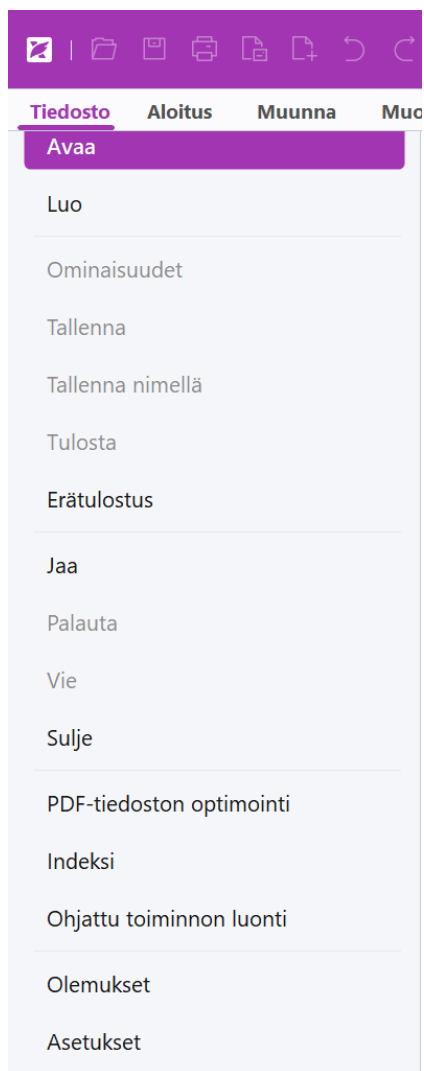 Tiedosto Aloitus Muunna Muo
Avaa
Luo
Ominaisuudet
Tallenna
Tallenna nimellä
Tulosta
Erätulostus
Jaa
Palauta
Vie
Sulje
PDF-tiedoston optimointi
Indeksi
Ohjattu toiminnon luonti
Olemukset
Asetukset